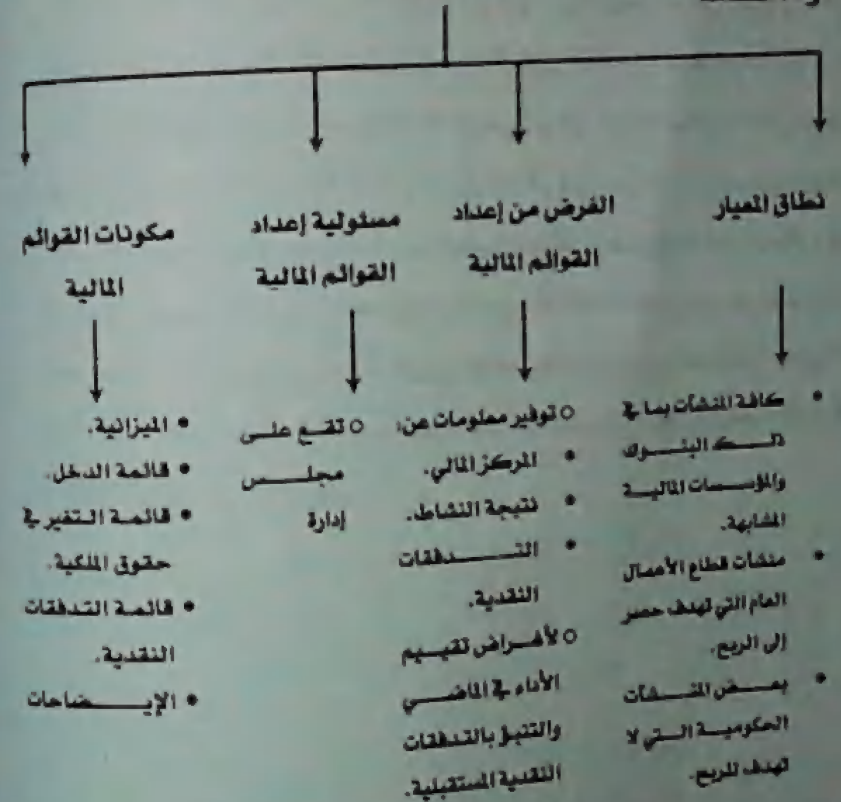 نطاق المعيار
كافة المنشآت بما في
ذلك البنوك
والمؤسسات المالية
المشابهة.
منشآت قطاع الأعمال
العام التي تهدف حصر
إلى الربح.
بعض المنشآت
الحكومية التي لا
تهدف للربح.
الغرض من إعداد
القوائم المالية
توفير معلومات عن:
المركز المالي.
نتيجة النشاط.
التدفقات
النقدية.
لأغراض تقييم
الأداء في الماضي
والتنبؤ بالتدفقات
النقدية المستقبلية.
مسئولية إعداد
القوائم المالية
تقع على
مجلس
إدارة
مكونات القوائم
المالية
الميزانية.
قائمة الدخل.
قائمة التغير في
حقوق الملكية.
قائمة التدفقات
النقدية.
الإيضاحات